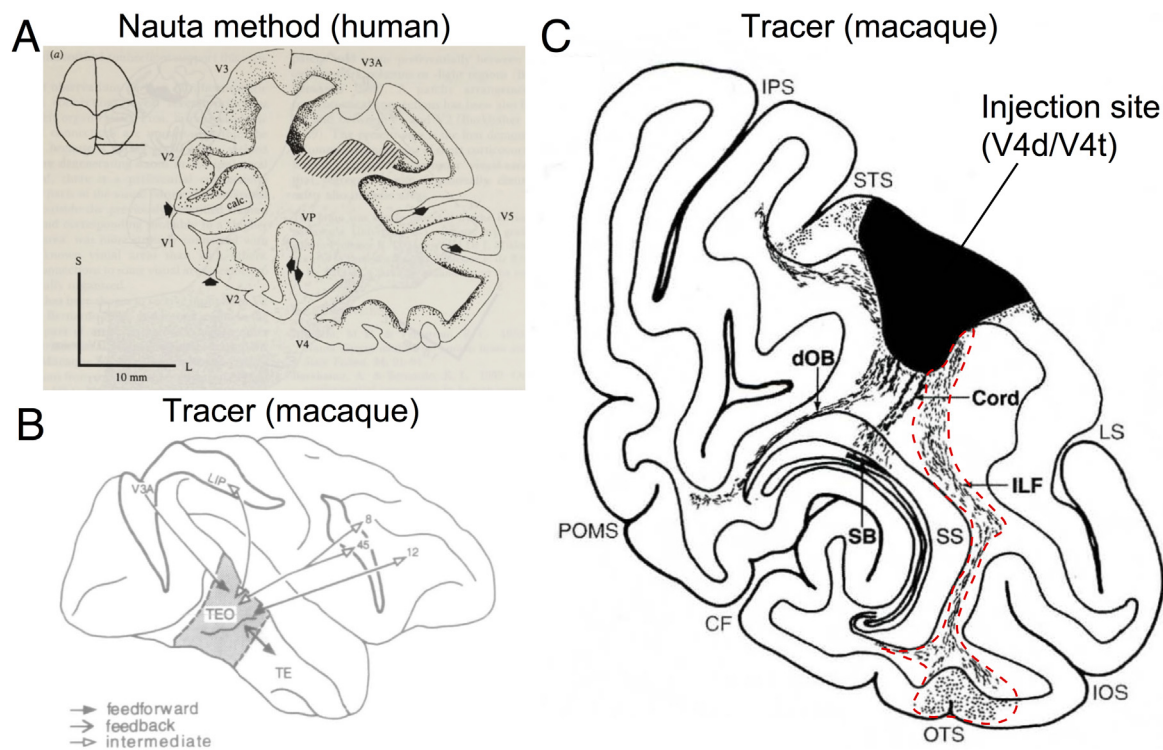 A
Nauta method (human)
(a)
V3
V3A
V2
calc.
V1
VP
V5
V2
V4
S
L
10 mm
B
Tracer (macaque)
V3A
LIP
8
45
12
TEO
TE
feedforward
feedback
intermediate
C
Tracer (macaque)
IPS
Injection site
(V4d/V4t)
STS
dOB
Cord
LS
ILF
POMS
SB
SS
CF
IOS
OTS